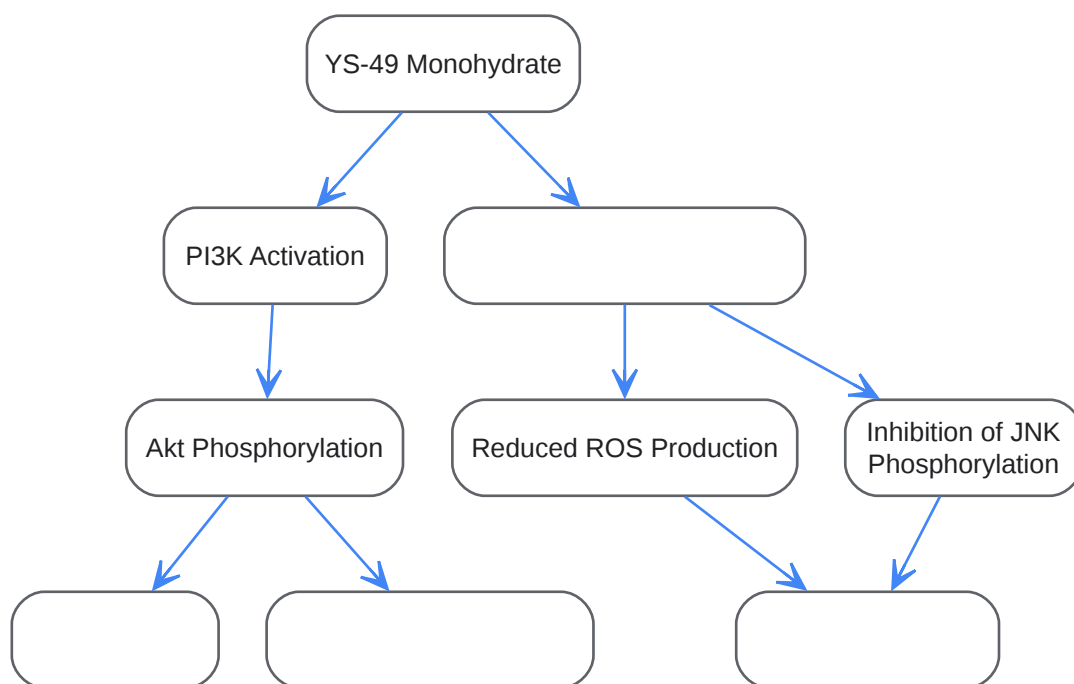 YS-49 Monohydrate
PI3K Activation
Akt Phosphorylation
Reduced ROS Production
Inhibition of JNK
Phosphorylation